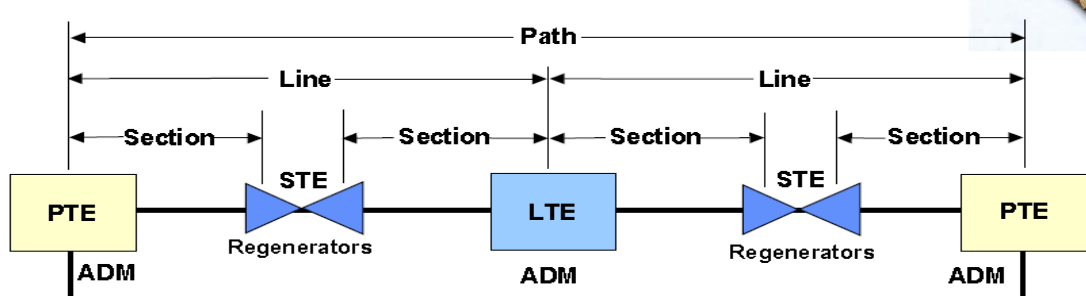 Path
Line Line
Section Section Section Section
STE STE
PTE LTE PTE
Regenerators Regenerators
ADM ADM ADM